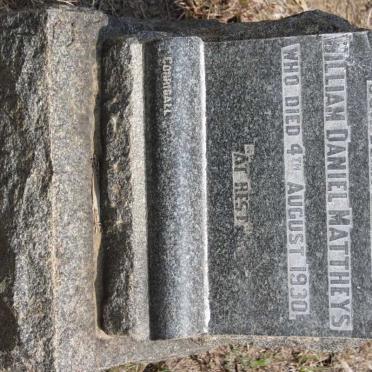 WILLIAM DANIEL MATTHEYS
WHO DIED 4TH AUGUST 1930.
"AT REST."